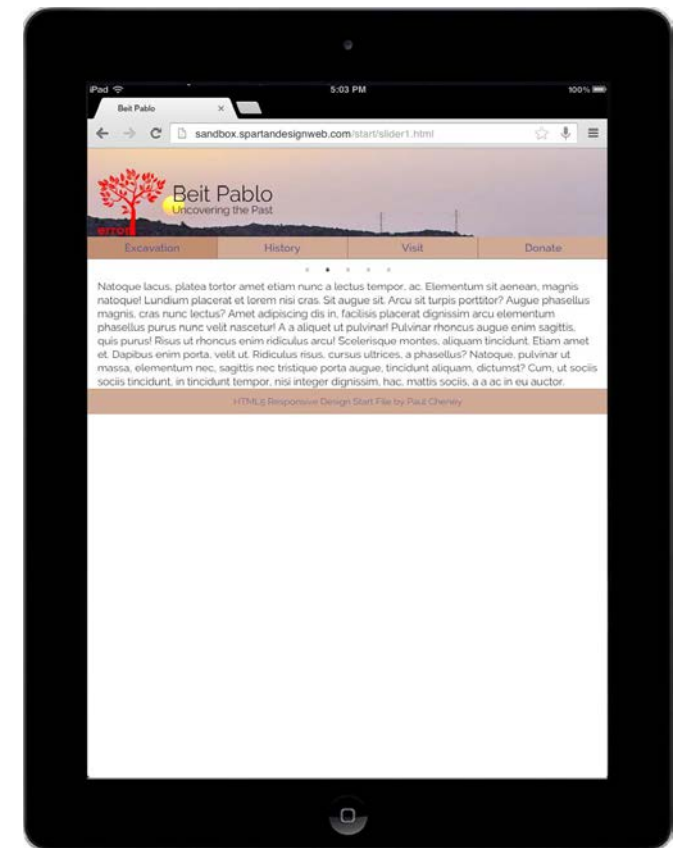 iPad 5:03 PM 100%
Beit Pablo ×
sandbox.spartandesignweb.com/start/slider1.html
Beit Pablo
Uncovering the Past
error
Excavation History Visit Donate
Natoque lacus, platea tortor amet etiam nunc a lectus tempor, ac. Elementum sit aenean, magnis
natoque! Lundium placerat et lorem nisi cras. Sit augue sit. Arcu sit turpis porttitor? Augue phasellus
magnis, cras nunc lectus? Amet adipiscing dis in, facilisis placerat dignissim arcu elementum
phasellus purus nunc velit nascetur! A a aliquet ut pulvinar! Pulvinar rhoncus augue enim sagittis,
quis purus! Risus ut rhoncus enim ridiculus arcu! Scelerisque montes, aliquam tincidunt. Etiam amet
et. Dapibus enim porta, velit ut. Ridiculus risus, cursus ultrices, a phasellus? Natoque, pulvinar ut
massa, elementum nec, sagittis nec tristique porta augue, tincidunt aliquam, dictumst? Cum, ut sociis
sociis tincidunt, in tincidunt tempor, nisi integer dignissim, hac, mattis sociis, a a ac in eu auctor.
HTML5 Responsive Design Start File by Paul Cheney